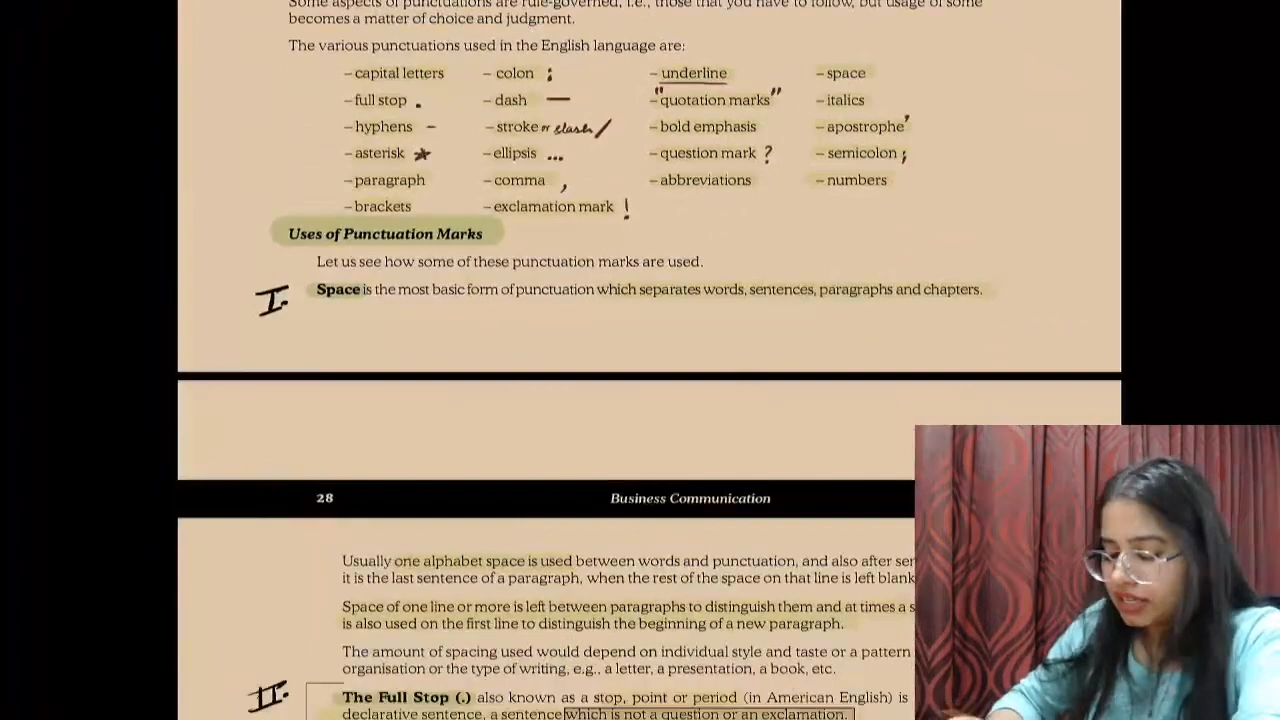 Some aspects of punctuations are rule-governed, i.e., those that you have to follow, but usage of some
becomes a matter of choice and judgment.
The various punctuations used in the English language are:
– capital letters – colon : – underline – space
– full stop . – dash — – "quotation marks" – italics
– hyphens - – stroke or slash / – bold emphasis – apostrophe '
– asterisk * – ellipsis ... – question mark ? – semicolon ;
– paragraph – comma , – abbreviations – numbers
– brackets – exclamation mark !
Uses of Punctuation Marks
Let us see how some of these punctuation marks are used.
I. Space is the most basic form of punctuation which separates words, sentences, paragraphs and chapters.
28 Business Communication
Usually one alphabet space is used between words and punctuation, and also after
it is the last sentence of a paragraph, when the rest of the space on that line is left blank
Space of one line or more is left between paragraphs to distinguish them and at times a
is also used on the first line to distinguish the beginning of a new paragraph.
The amount of spacing used would depend on individual style and taste or a pattern
organisation or the type of writing, e.g., a letter, a presentation, a book, etc.
II. The Full Stop (.) also known as a stop, point or period (in American English) is
declarative sentence, a sentence which is not a question or an exclamation.